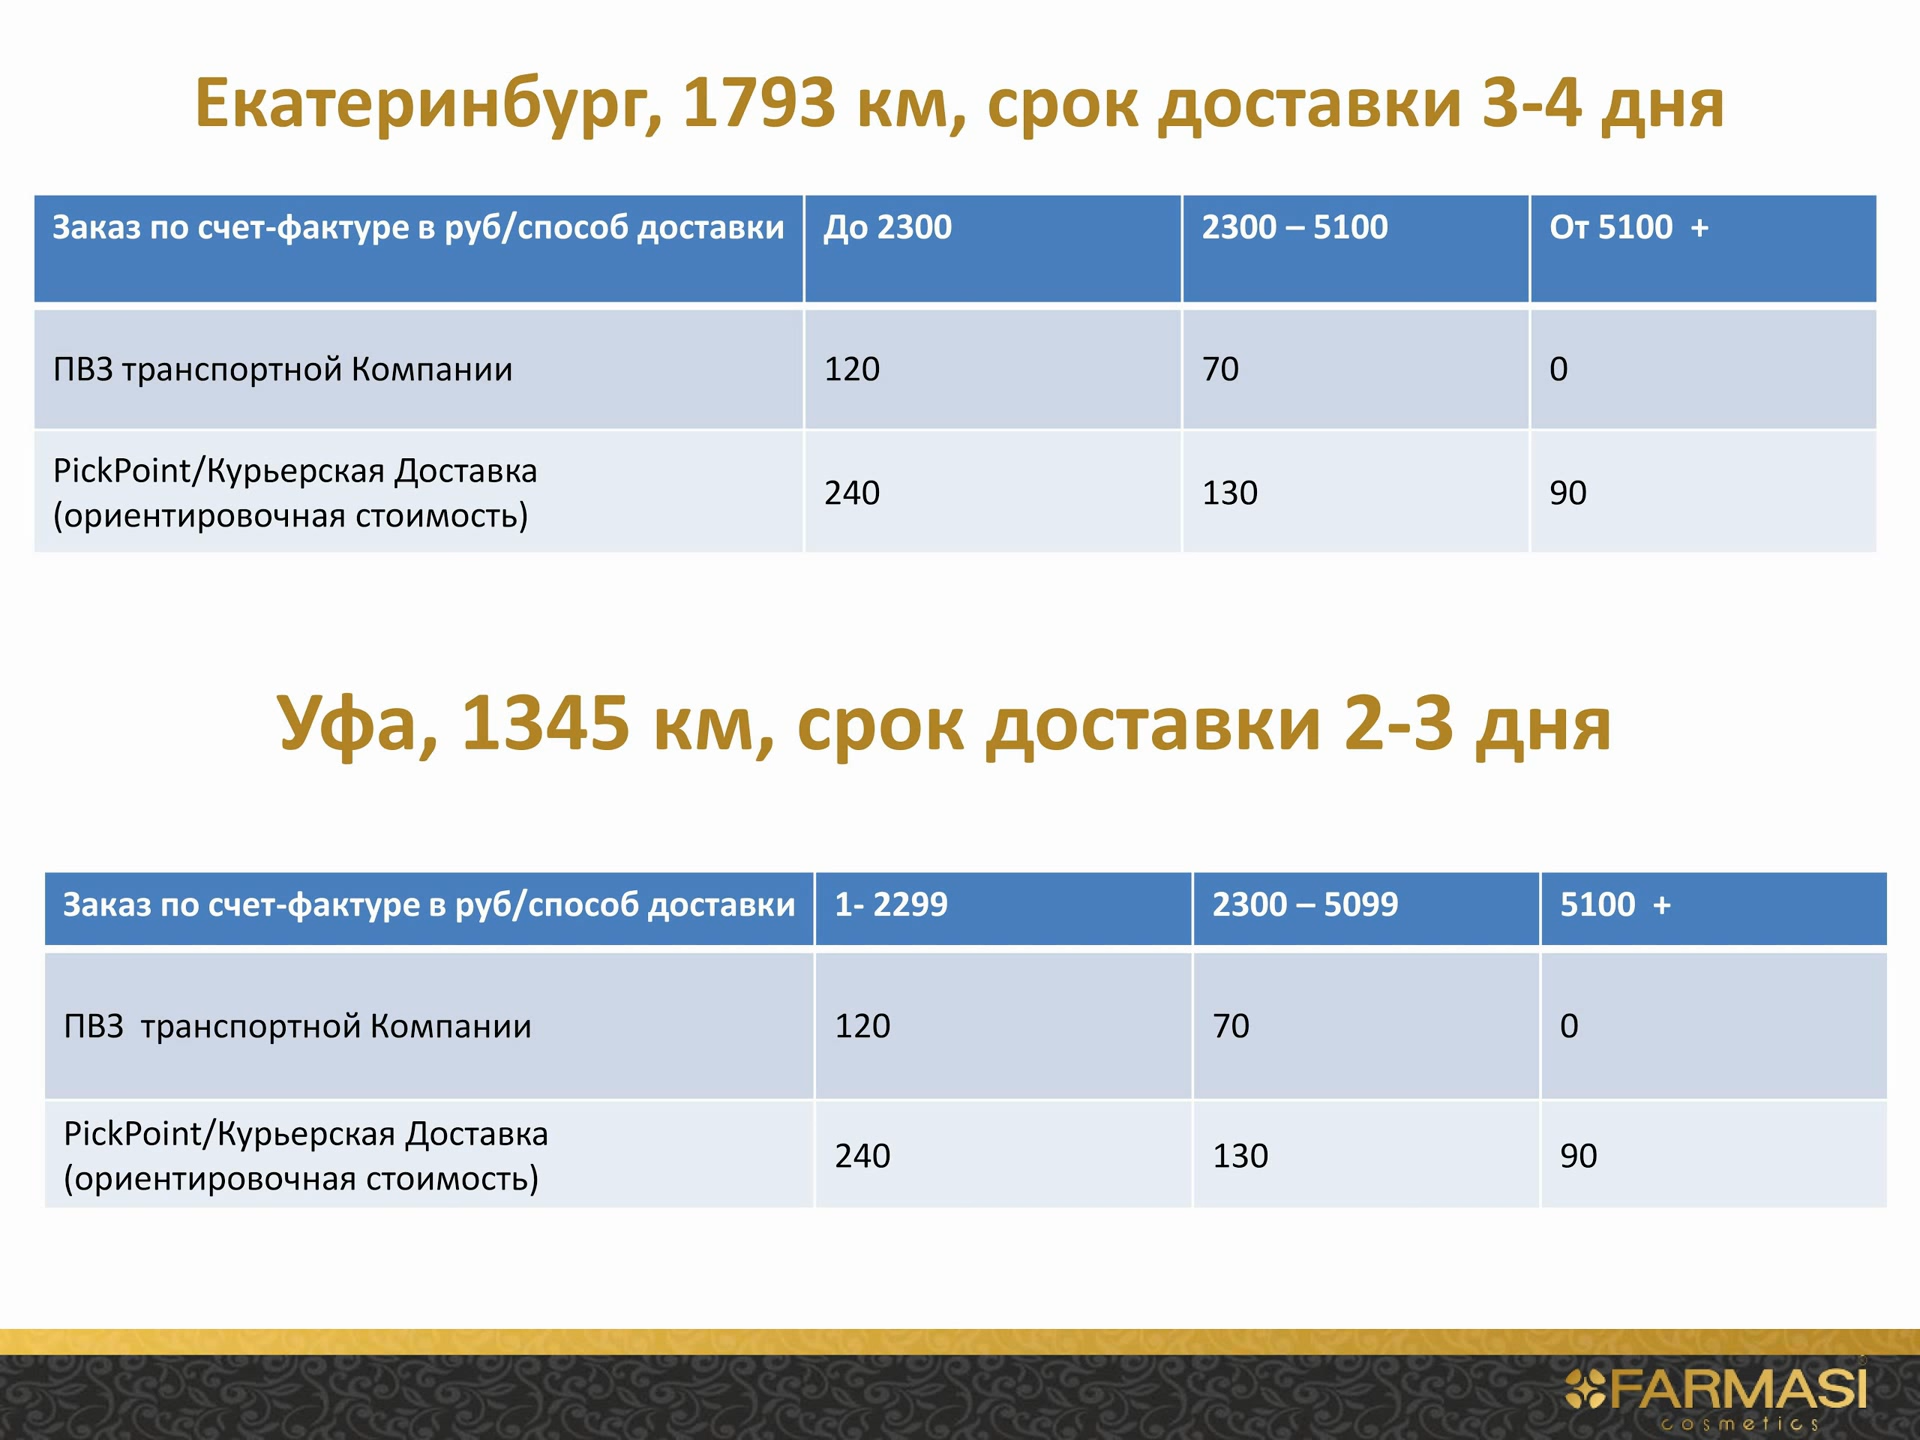 Екатеринбург, 1793 км, срок доставки 3-4 дня
Заказ по счет-фактуре в руб/способ доставки До 2300 2300 – 5100 От 5100 +
ПВЗ транспортной Компании 120 70 0
PickPoint/Курьерская Доставка
(ориентировочная стоимость) 240 130 90
Уфа, 1345 км, срок доставки 2-3 дня
Заказ по счет-фактуре в руб/способ доставки 1- 2299 2300 – 5099 5100 +
ПВЗ транспортной Компании 120 70 0
PickPoint/Курьерская Доставка
(ориентировочная стоимость) 240 130 90
FARMASi
cosmetics